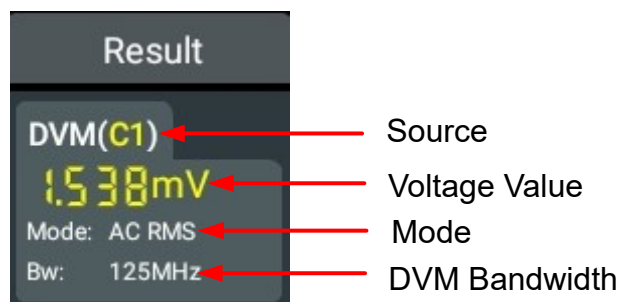 Result
DVM(C1)
Source
1.538mV
Voltage Value
Mode: AC RMS
Mode
Bw: 125MHz
DVM Bandwidth